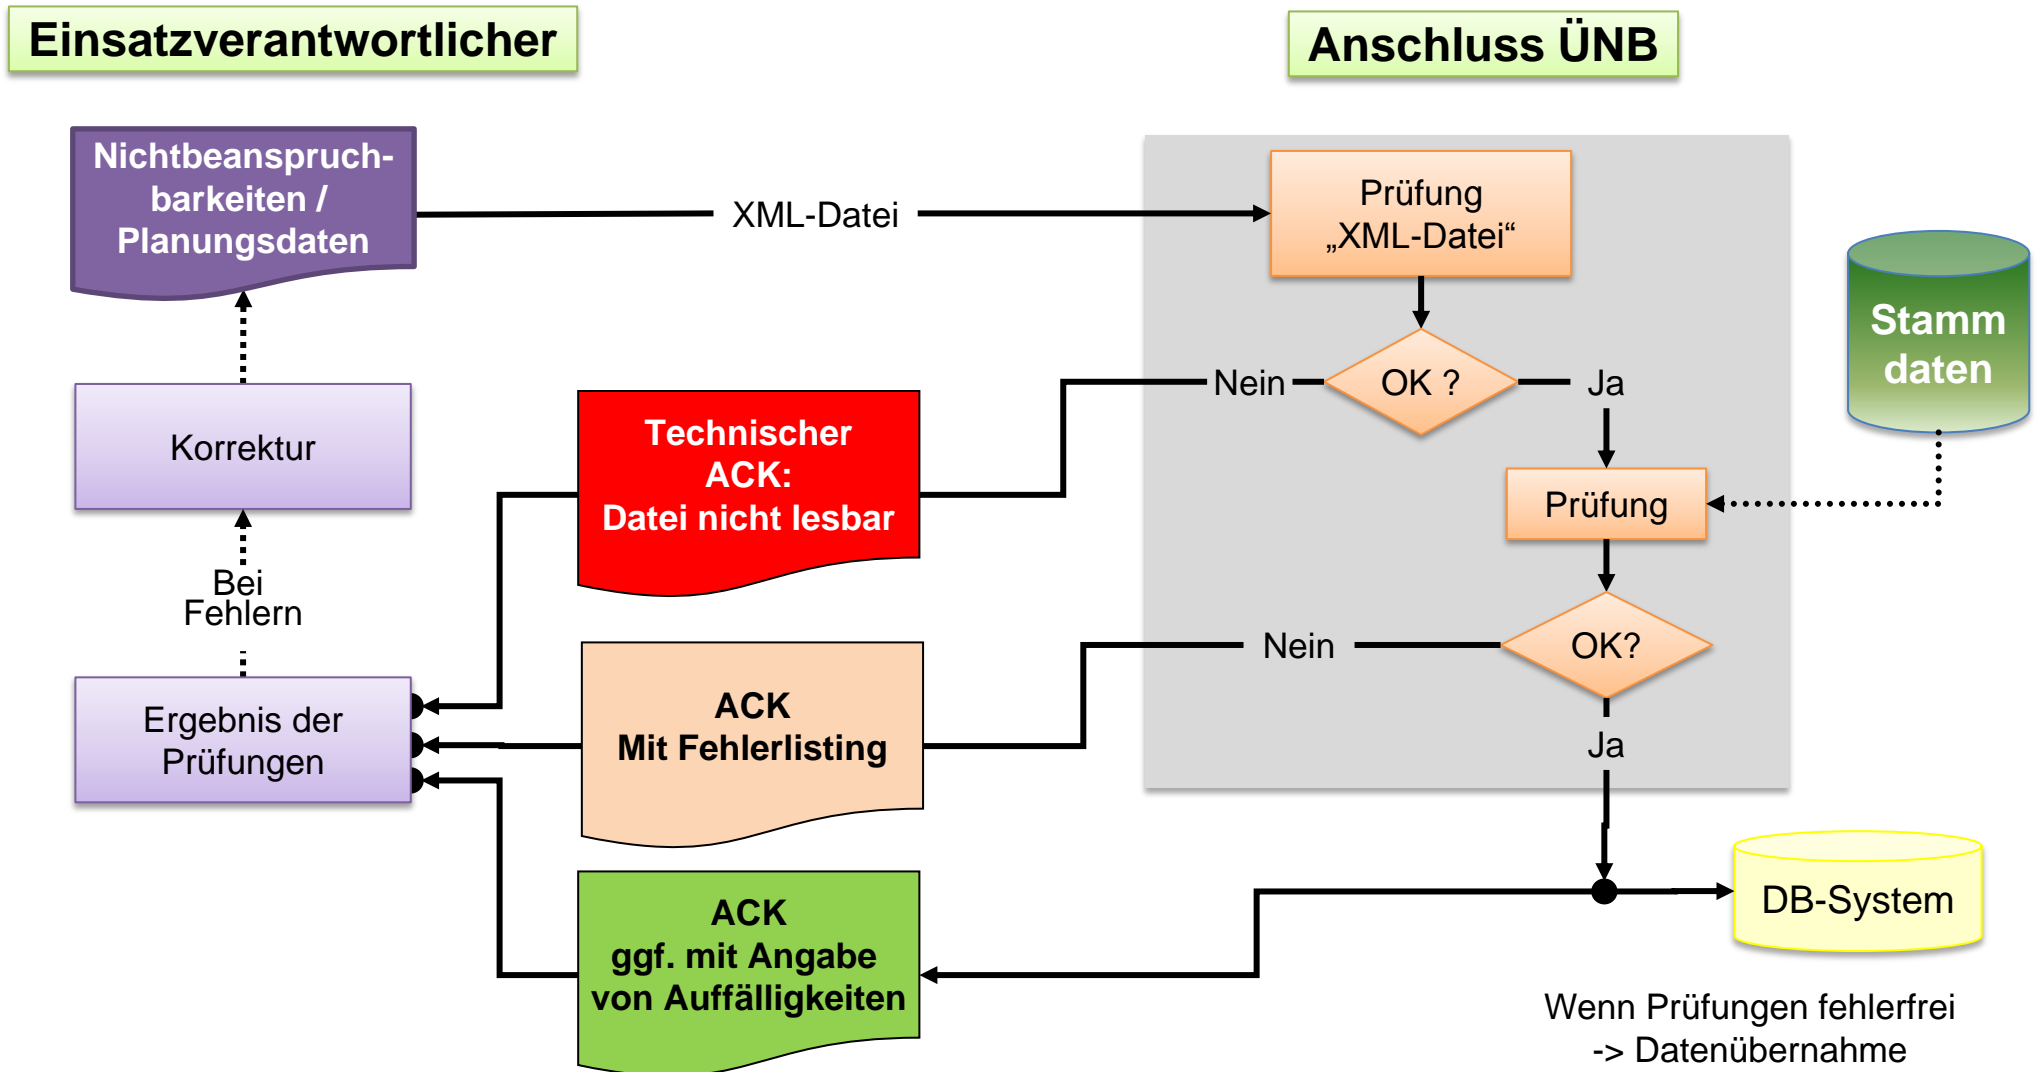 Einsatzverantwortlicher
Anschluss ÜNB
Nichtbeanspruch-
barkeiten /
Planungsdaten
XML-Datei
Prüfung
„XML-Datei“
Stamm
daten
OK ?
Nein
Ja
Korrektur
Technischer
ACK:
Datei nicht lesbar
Prüfung
Bei
Fehlern
Nein
OK?
Ergebnis der
Prüfungen
ACK
Mit Fehlerlisting
Ja
ACK
ggf. mit Angabe
von Auffälligkeiten
DB-System
Wenn Prüfungen fehlerfrei
-> Datenübernahme